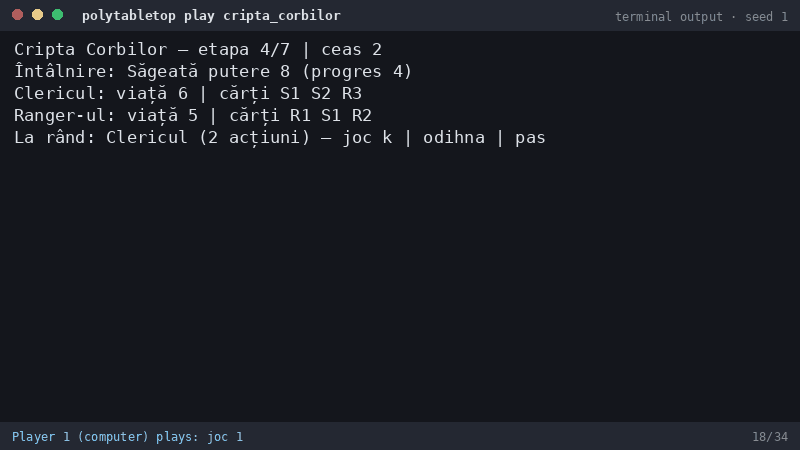 polytabletop play cripta_corbilor
terminal output · seed 1
Cripta Corbilor — etapa 4/7 | ceas 2
Întâlnire: Săgeată putere 8 (progres 4)
Clericul: viață 6 | cărți S1 S2 R3
Ranger-ul: viață 5 | cărți R1 S1 R2
La rând: Clericul (2 acțiuni) — joc k | odihna | pas
Player 1 (computer) plays: joc 1
18/34